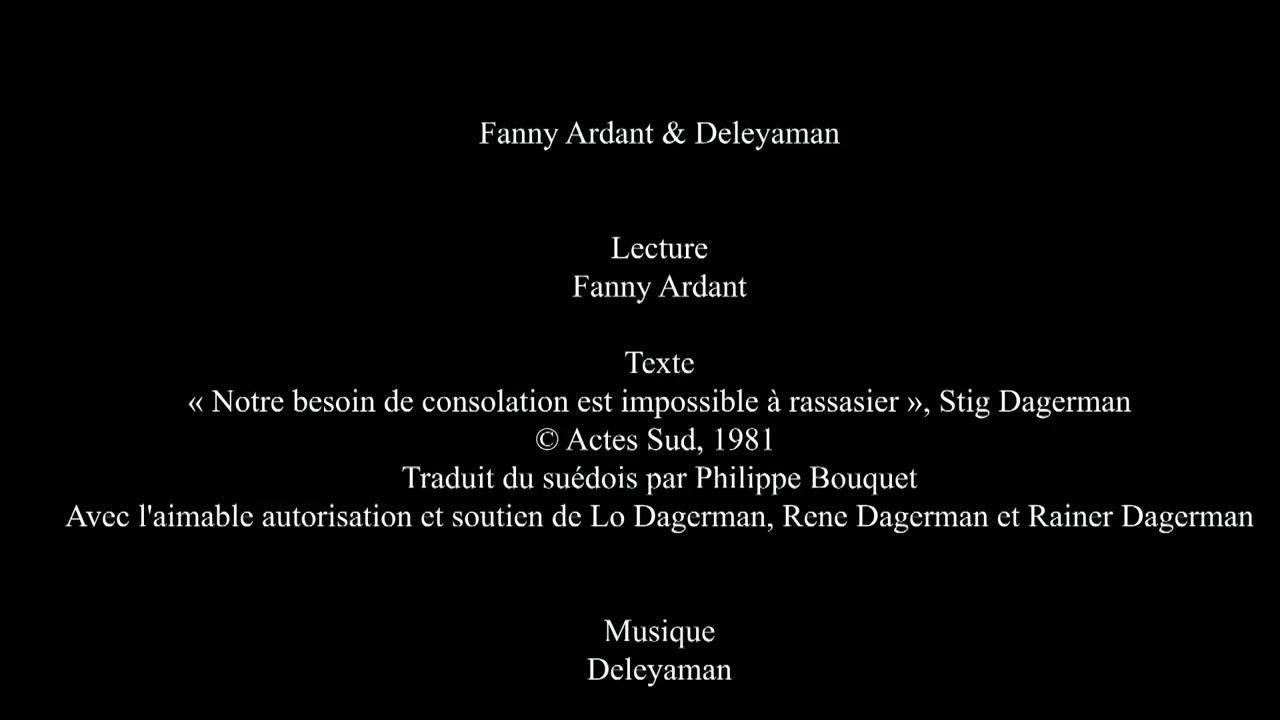 Fanny Ardant & Deleyaman
Lecture
Fanny Ardant
Texte
« Notre besoin de consolation est impossible à rassasier », Stig Dagerman
© Actes Sud, 1981
Traduit du suédois par Philippe Bouquet
Avec l'aimable autorisation et soutien de Lo Dagerman, Rene Dagerman et Rainer Dagerman
Musique
Deleyaman